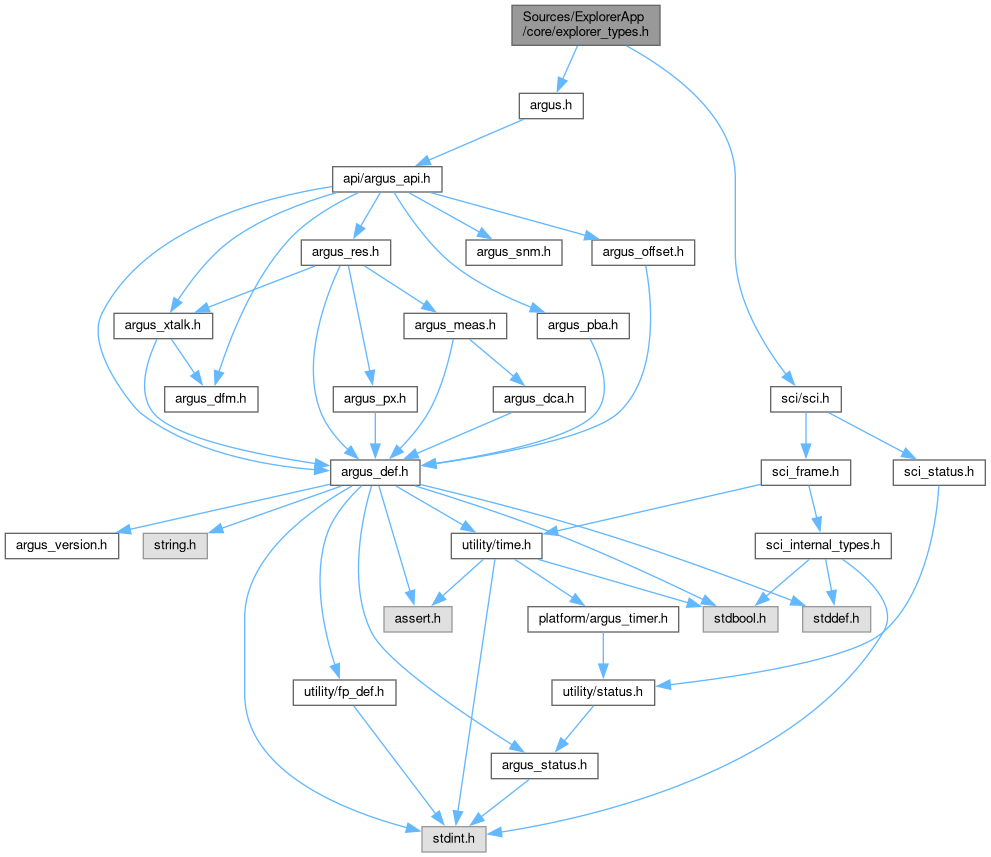 Sources/ExplorerApp
/core/explorer_types.h
argus.h
api/argus_api.h
argus_res.h
argus_snm.h
argus_offset.h
argus_xtalk.h
argus_meas.h
argus_pba.h
argus_dfm.h
argus_px.h
argus_dca.h
sci/sci.h
argus_def.h
sci_frame.h
sci_status.h
argus_version.h
string.h
utility/time.h
sci_internal_types.h
assert.h
platform/argus_timer.h
stdbool.h
stddef.h
utility/fp_def.h
utility/status.h
argus_status.h
stdint.h